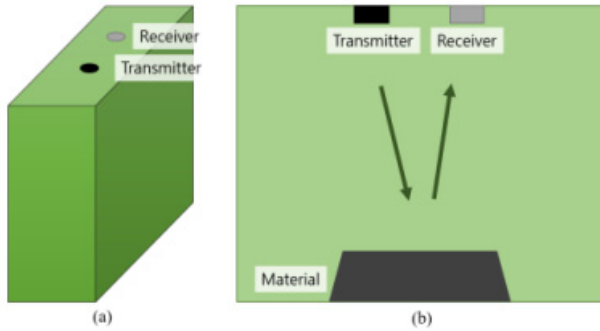 Receiver
Transmitter
(a)
Transmitter
Receiver
Material
(b)